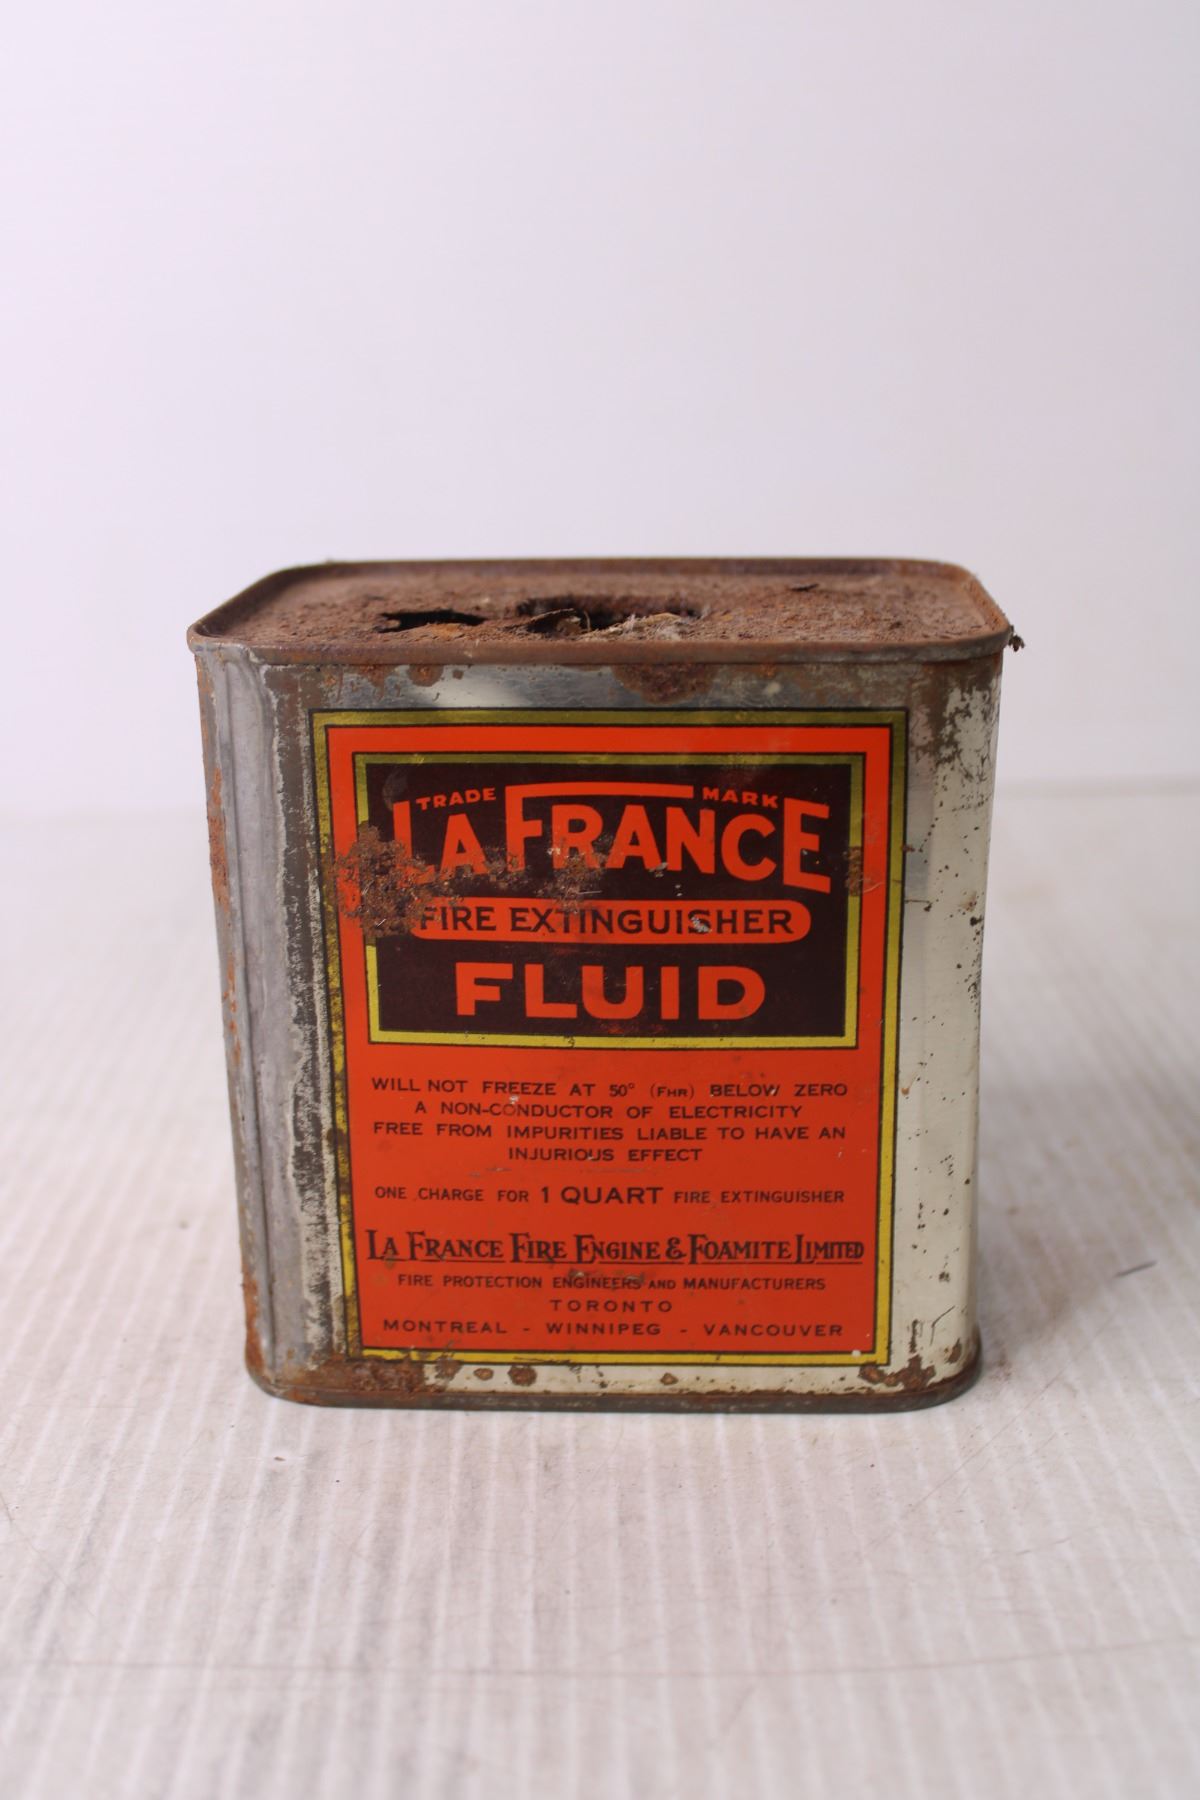 TRADE MARK
LA FRANCE
FIRE EXTINGUISHER
FLUID
WILL NOT FREEZE AT 50° (FHR) BELOW ZERO
A NON-CONDUCTOR OF ELECTRICITY
FREE FROM IMPURITIES LIABLE TO HAVE AN
INJURIOUS EFFECT
ONE CHARGE FOR 1 QUART FIRE EXTINGUISHER
LA FRANCE FIRE ENGINE & FOAMITE LIMITED
FIRE PROTECTION ENGINEERS AND MANUFACTURERS
TORONTO
MONTREAL - WINNIPEG - VANCOUVER